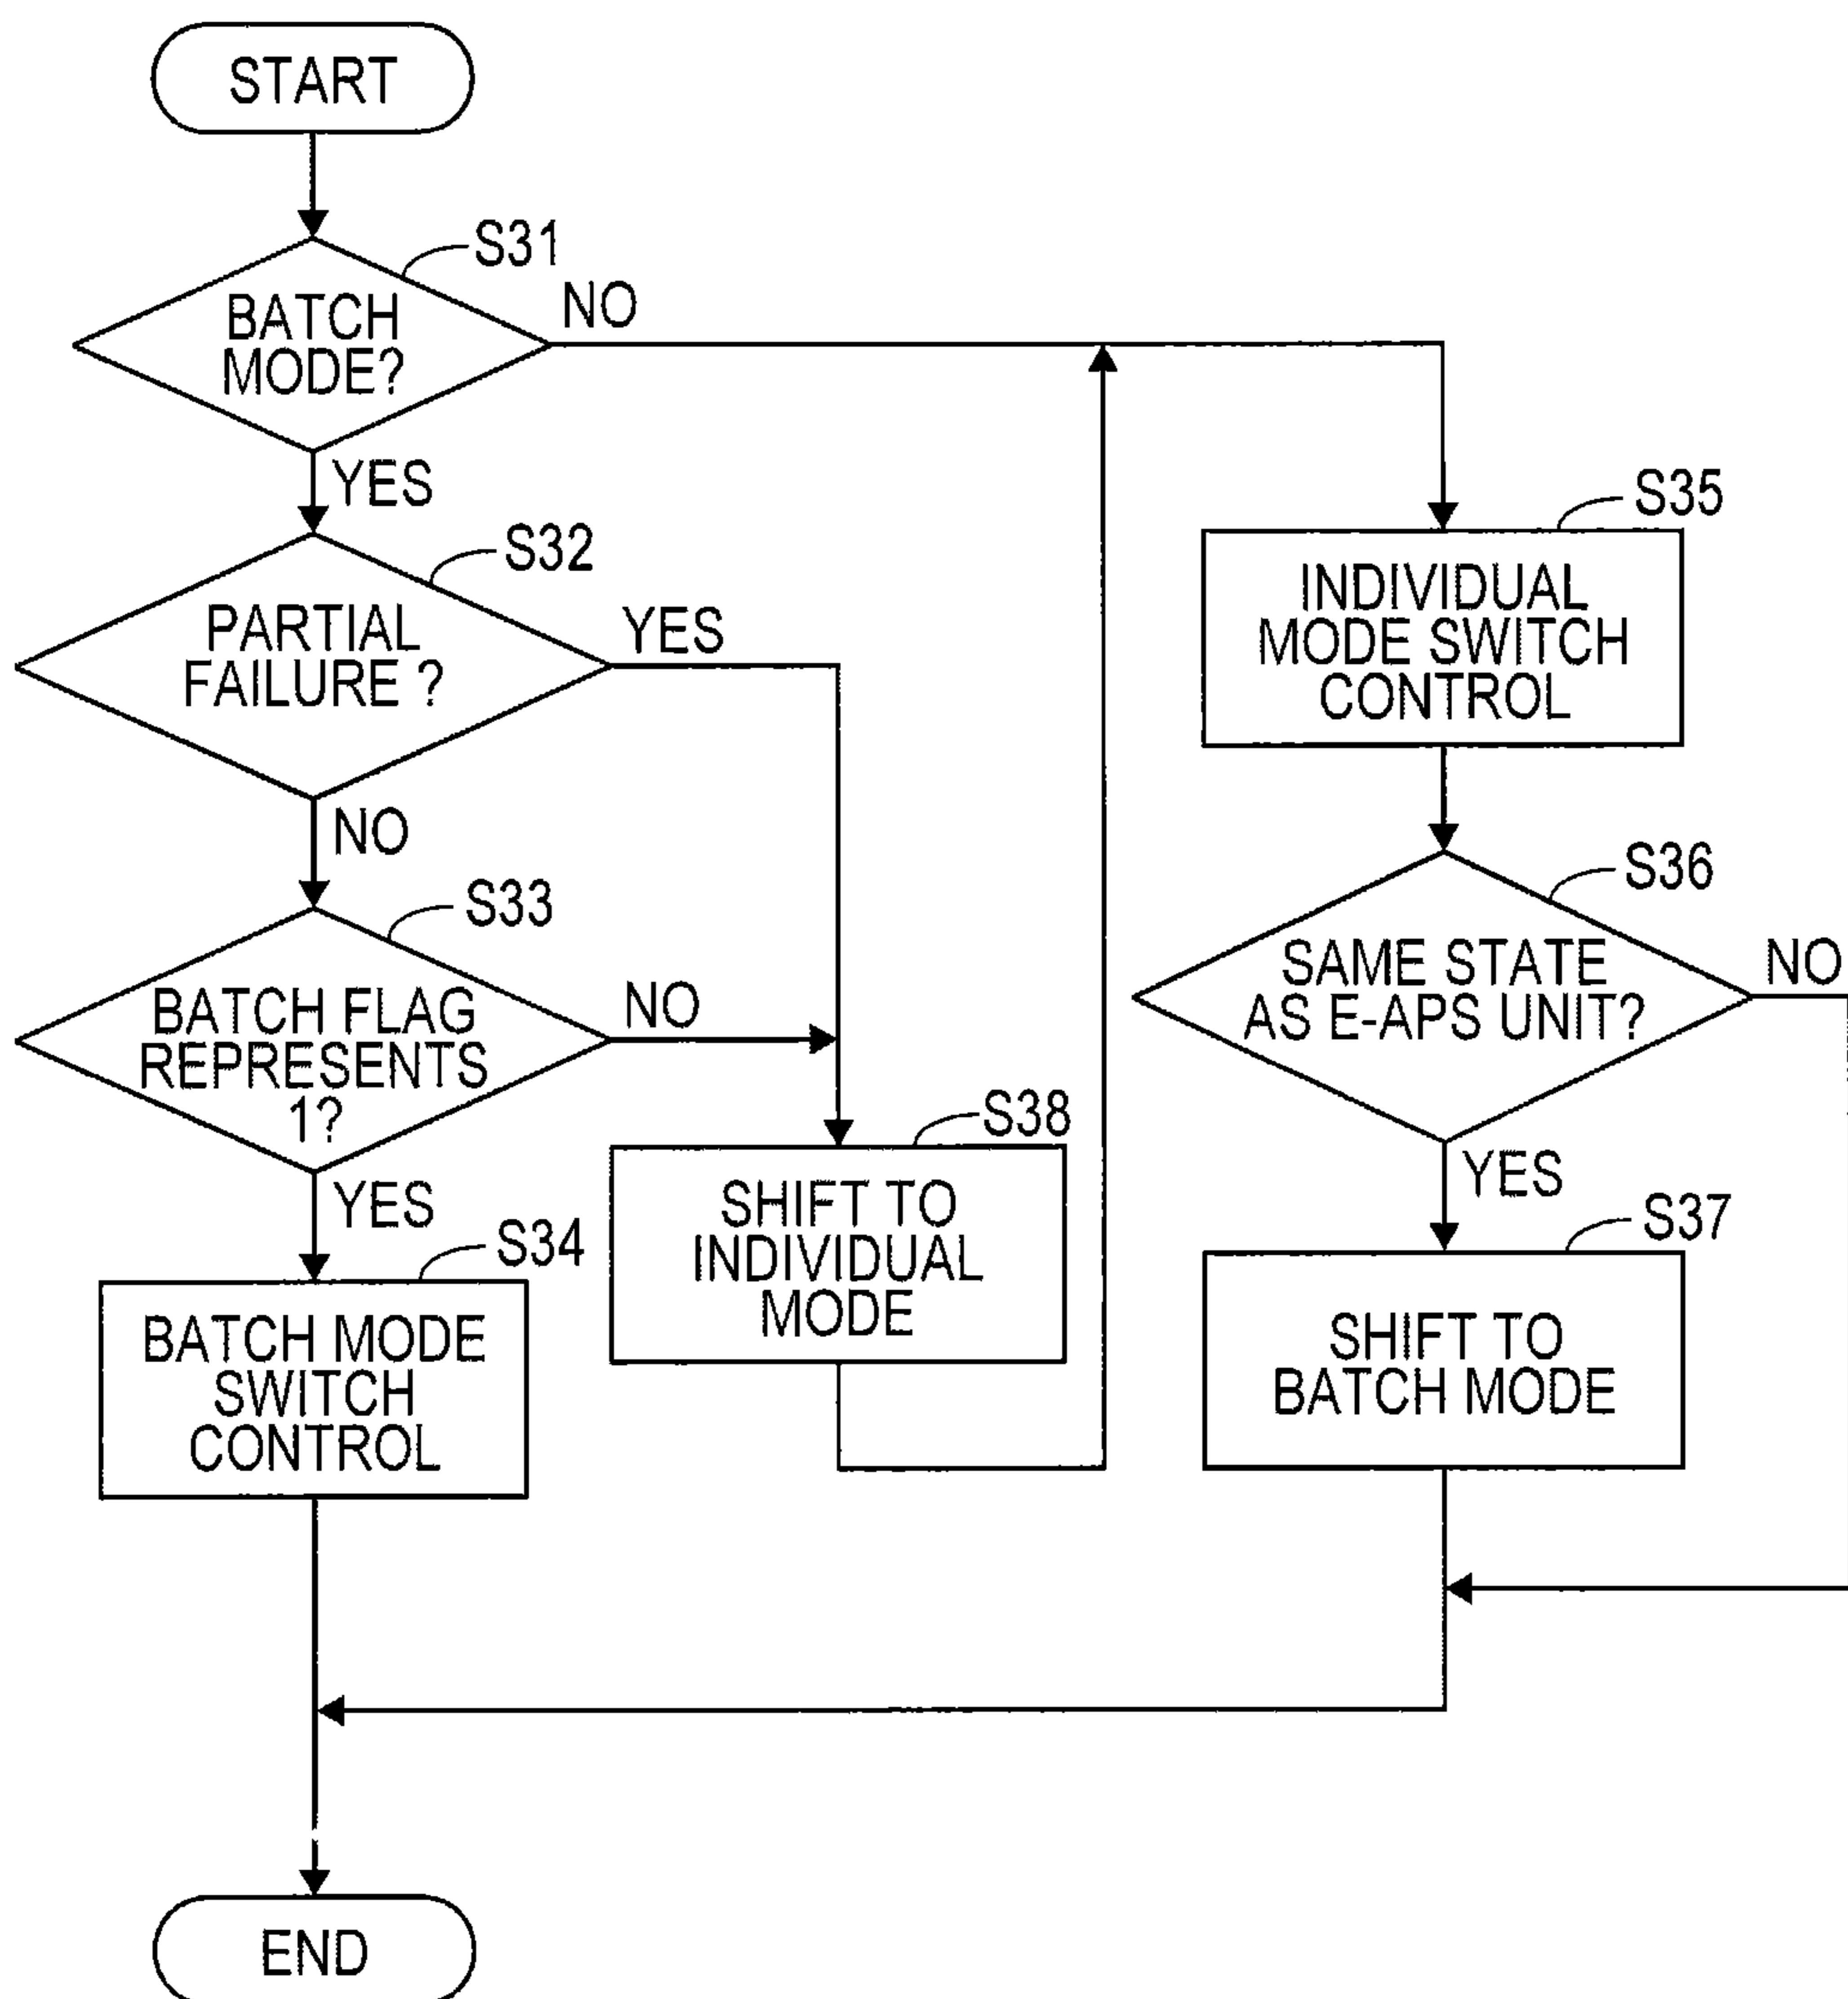 START
S31
BATCH
MODE?
NO
YES
S32
PARTIAL
FAILURE ?
YES
NO
S33
BATCH FLAG
REPRESENTS
1?
NO
YES
S34
BATCH MODE
SWITCH
CONTROL
S38
SHIFT TO
INDIVIDUAL
MODE
S35
INDIVIDUAL
MODE SWITCH
CONTROL
S36
SAME STATE
AS E-APS UNIT?
NO
YES
S37
SHIFT TO
BATCH MODE
END